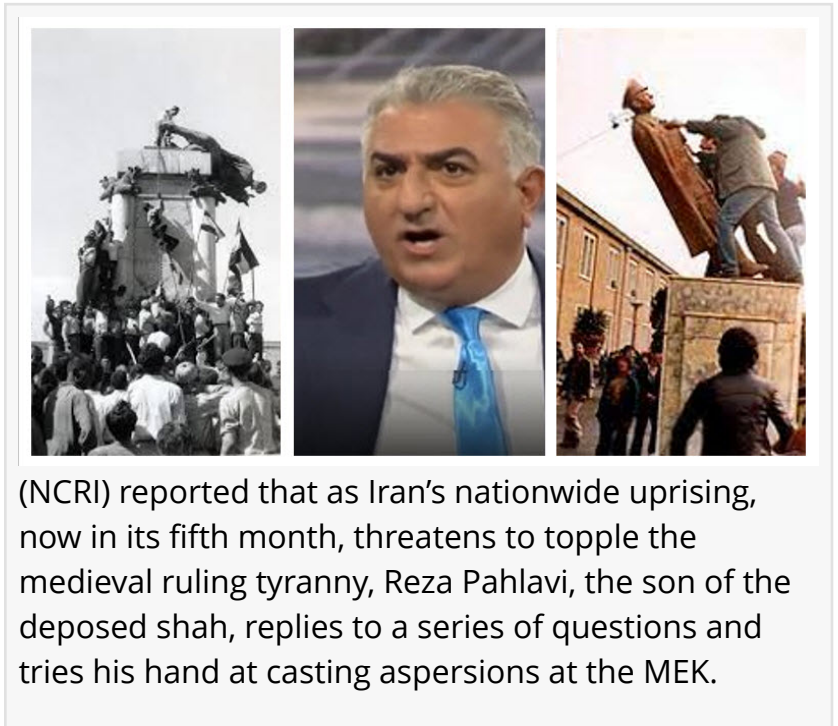 (NCRI) reported that as Iran’s nationwide uprising,
now in its fifth month, threatens to topple the
medieval ruling tyranny, Reza Pahlavi, the son of the
deposed shah, replies to a series of questions and
tries his hand at casting aspersions at the MEK.